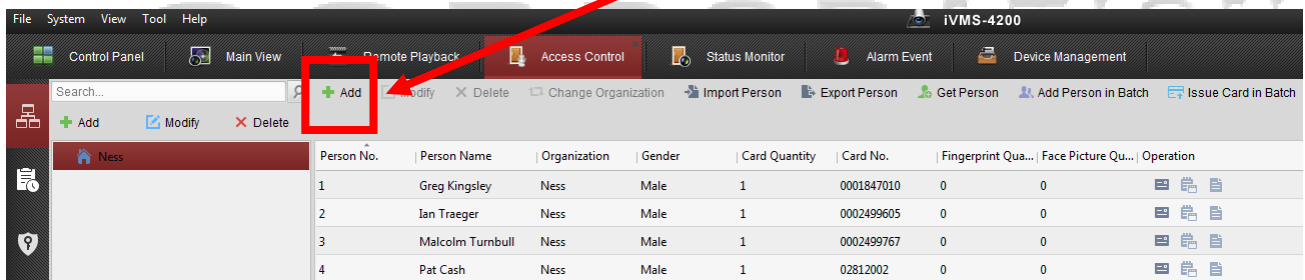 File System View Tool Help iVMS-4200
Control Panel Main View Remote Playback Access Control Status Monitor Alarm Event Device Management
Search... Add Modify Delete Change Organization Import Person Export Person Get Person Add Person in Batch Issue Card in Batch
Add Modify Delete
Ness Person No. Person Name Organization Gender Card Quantity Card No. Fingerprint Qua... Face Picture Qu... Operation
1 Greg Kingsley Ness Male 1 0001847010 0 0
2 Ian Traeger Ness Male 1 0002499605 0 0
3 Malcolm Turnbull Ness Male 1 0002499767 0 0
4 Pat Cash Ness Male 1 02812002 0 0